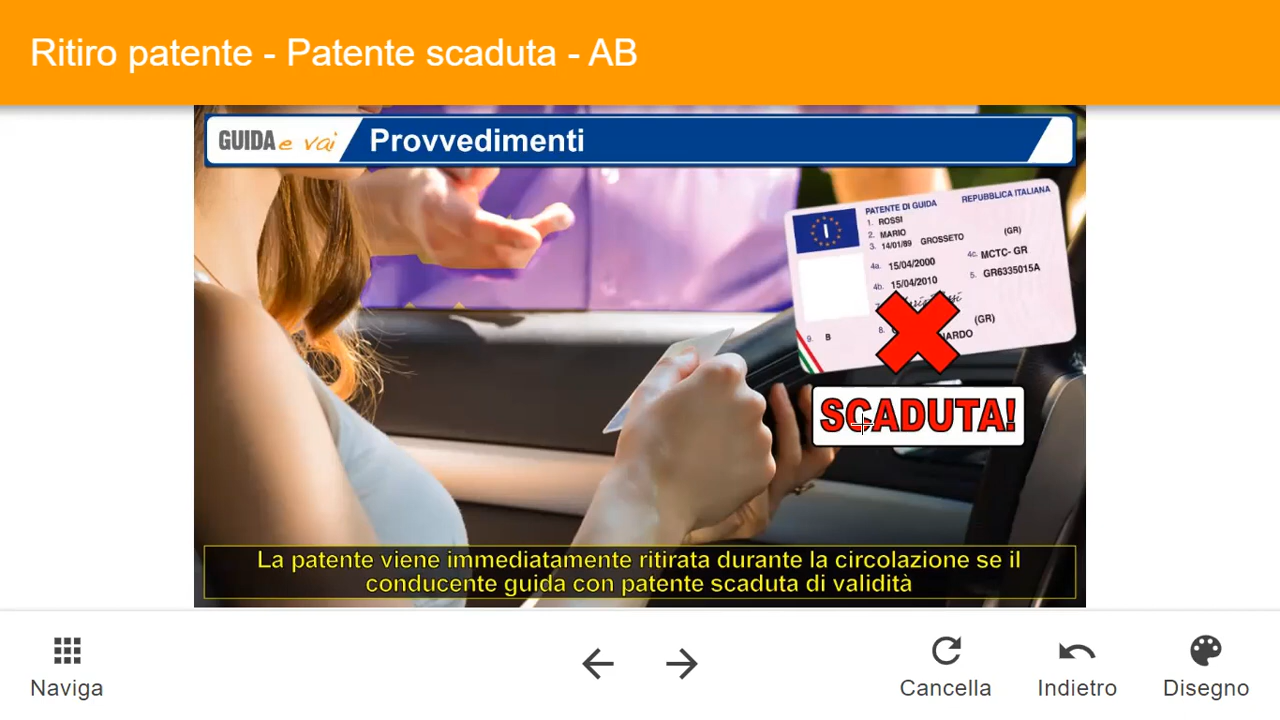 Ritiro patente - Patente scaduta - AB
GUIDA e vai
Provvedimenti
PATENTE DI GUIDA REPUBBLICA ITALIANA
I
1. ROSSI
2. MARIO
3. 14/01/89 GROSSETO (GR)
4a. 15/04/2000 4c. MCTC- GR
4b. 15/04/2010 5. GR6335015A
7.
8. (GR)
9. B
SCADUTA!
La patente viene immediatamente ritirata durante la circolazione se il
conducente guida con patente scaduta di validità
Naviga
Cancella
Indietro
Disegno